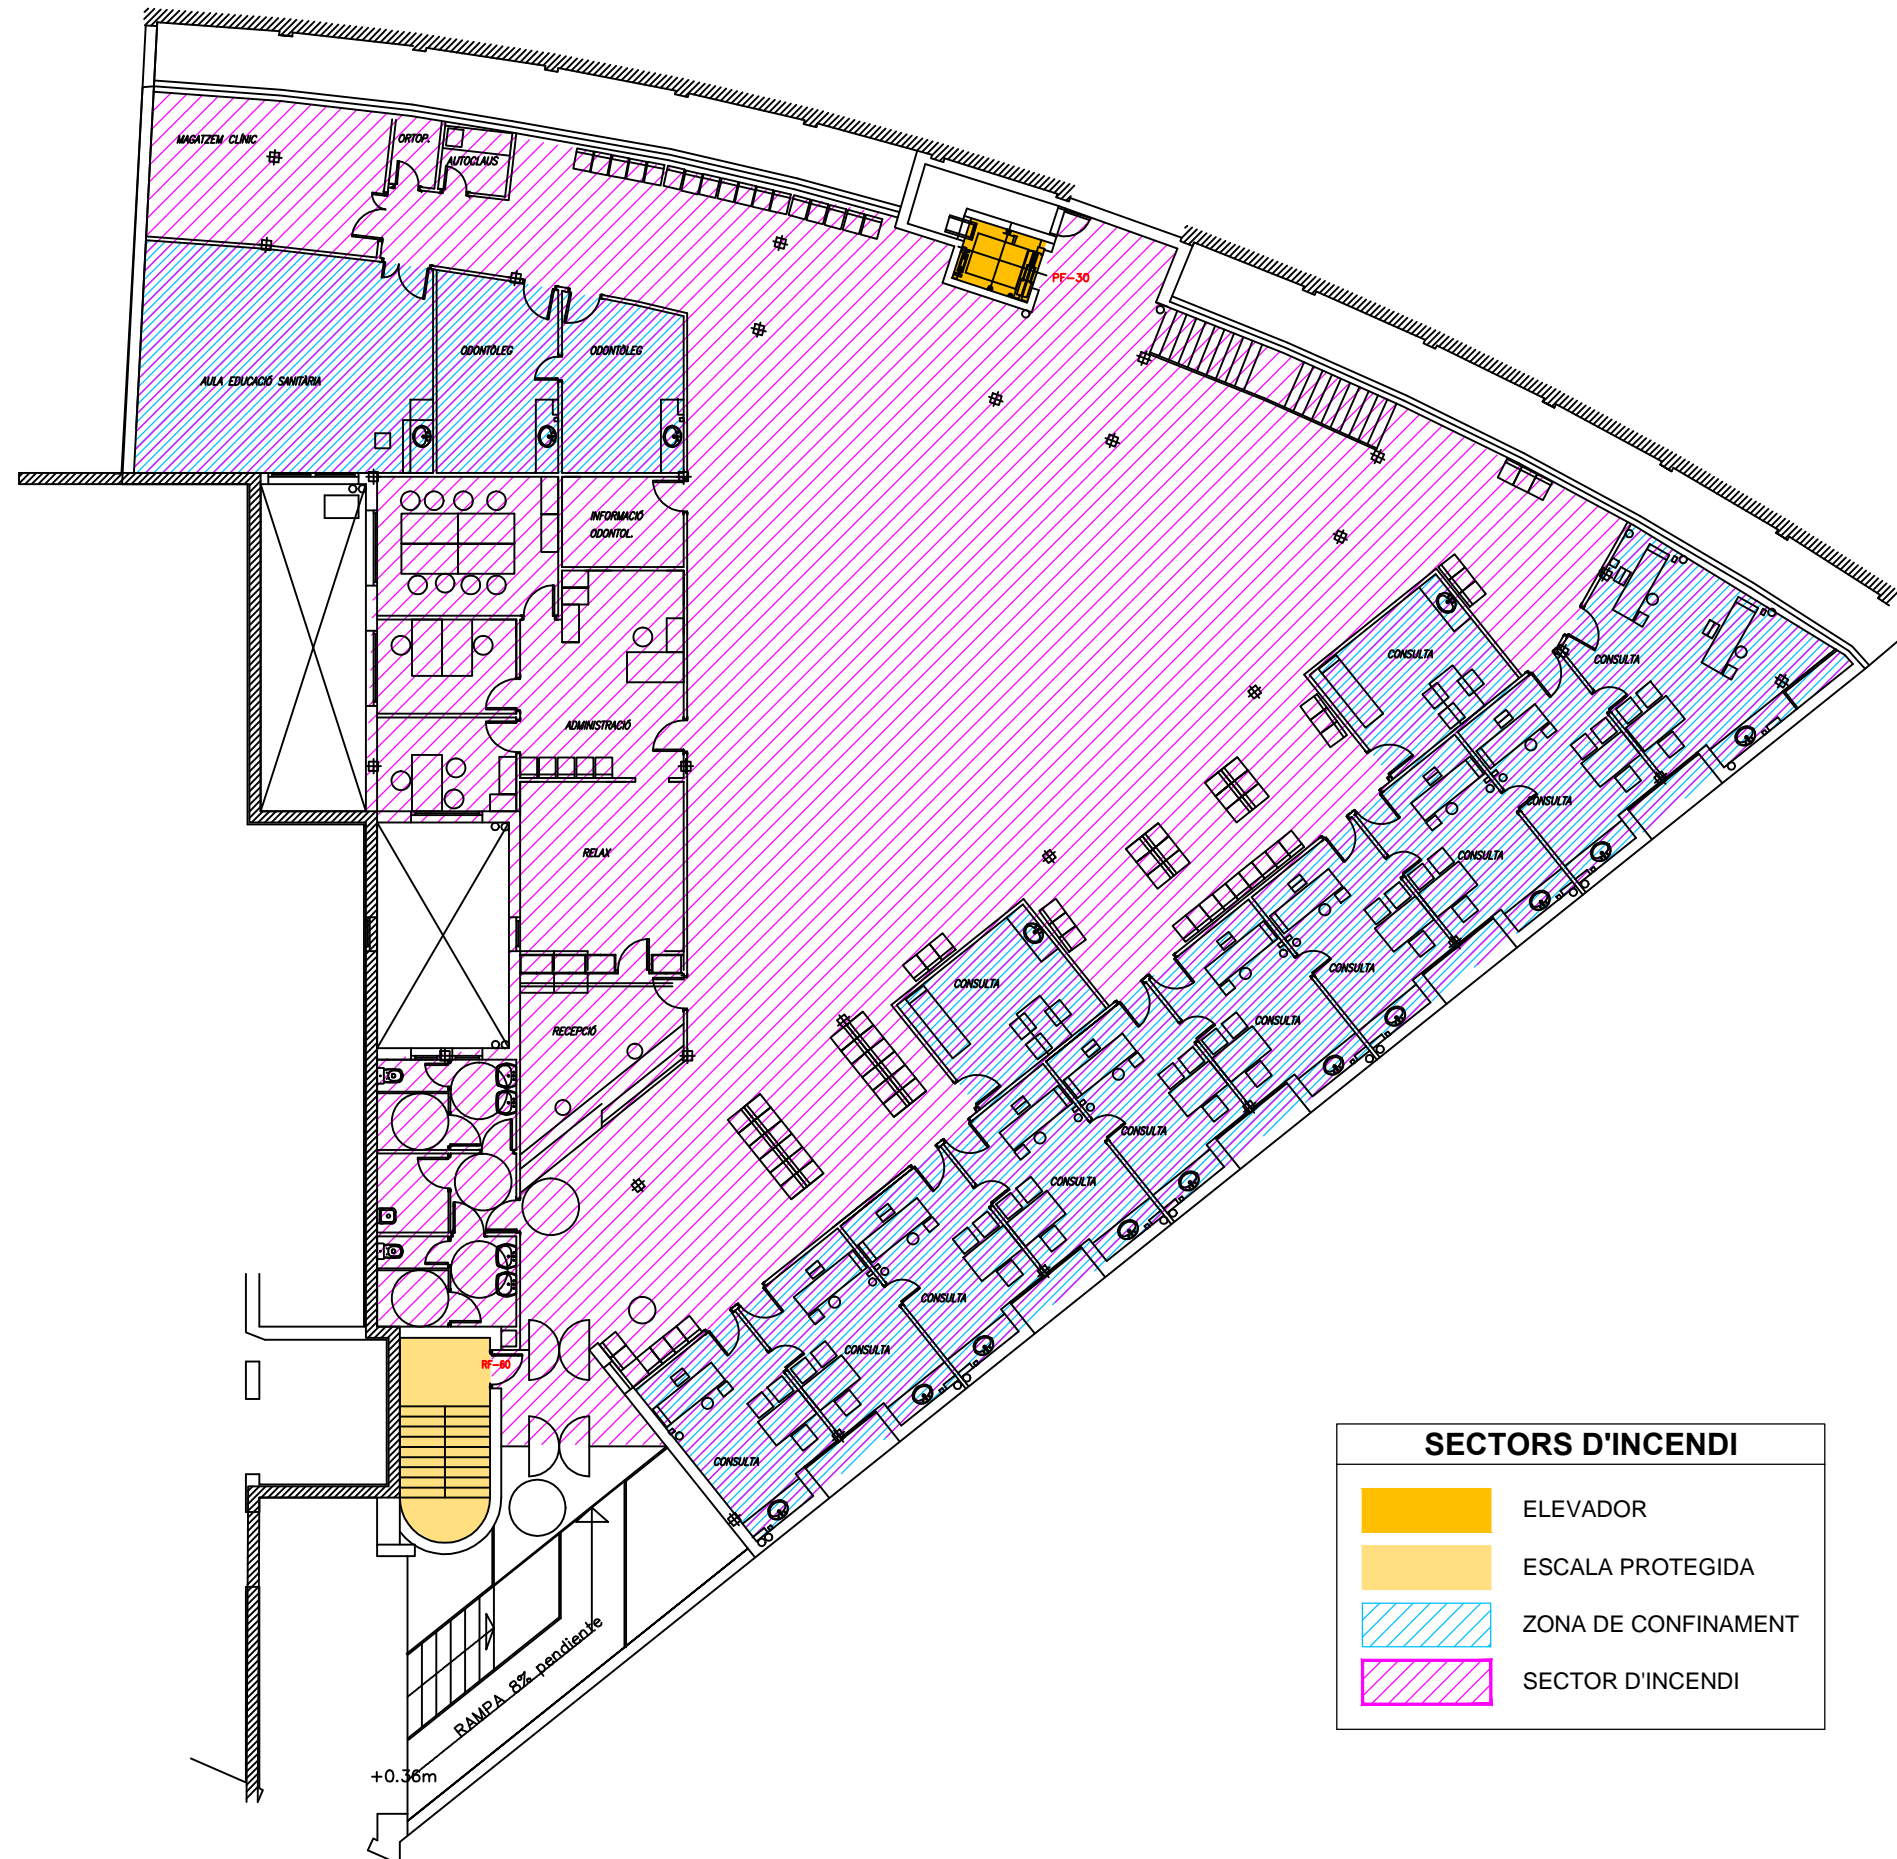 MAGATZEM CLÍNIC
ORTOP.
AUTOCLAUS
PF-30
ODONTÒLEG
ODONTÒLEG
AULA EDUCACIÓ SANITÀRIA
INFORMACIÓ
ODONTOL.
CONSULTA
CONSULTA
ADMINISTRACIÓ
CONSULTA
RELAX
CONSULTA
CONSULTA
CONSULTA
CONSULTA
RECEPCIÓ
CONSULTA
CONSULTA
CONSULTA
CONSULTA
RF-60
CONSULTA
SECTORS D'INCENDI
ELEVADOR
ESCALA PROTEGIDA
ZONA DE CONFINAMENT
SECTOR D'INCENDI
RAMPA 8% pendiente
+0.36m